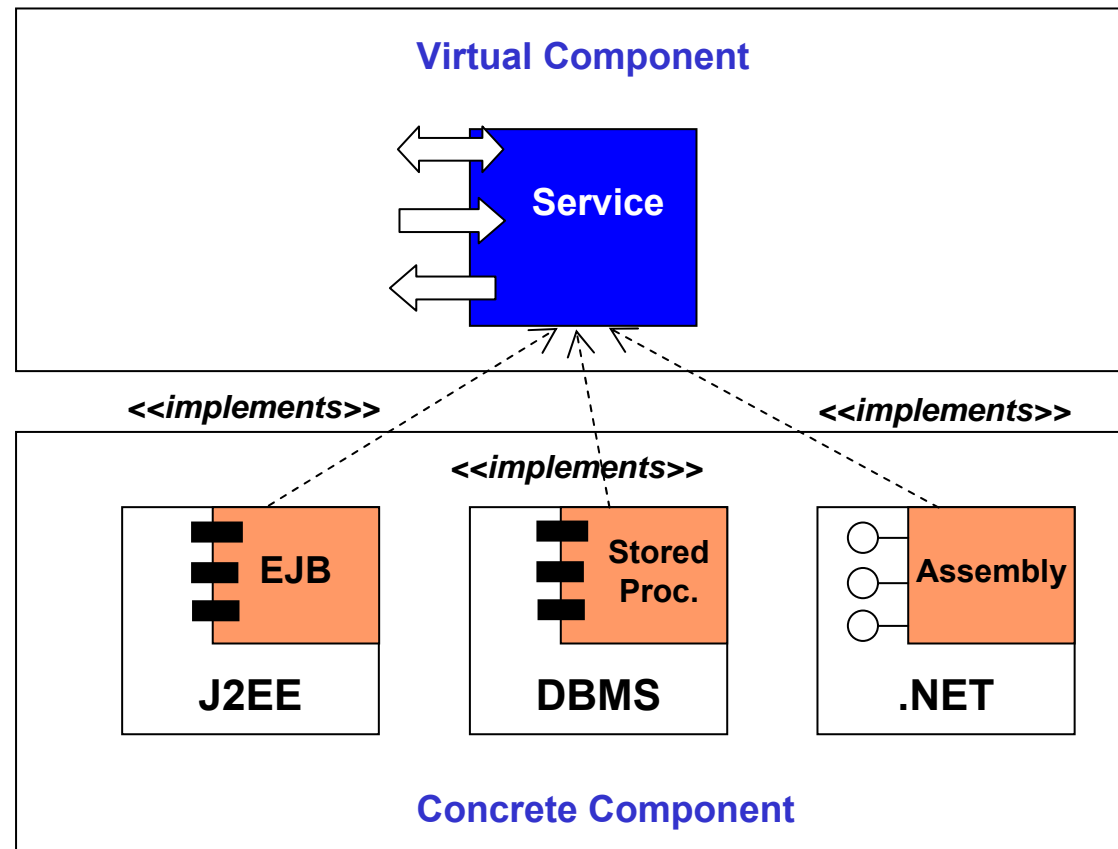 Virtual Component
Service
<<implements>>
<<implements>>
<<implements>>
EJB
Stored
Proc.
Assembly
J2EE
DBMS
.NET
Concrete Component